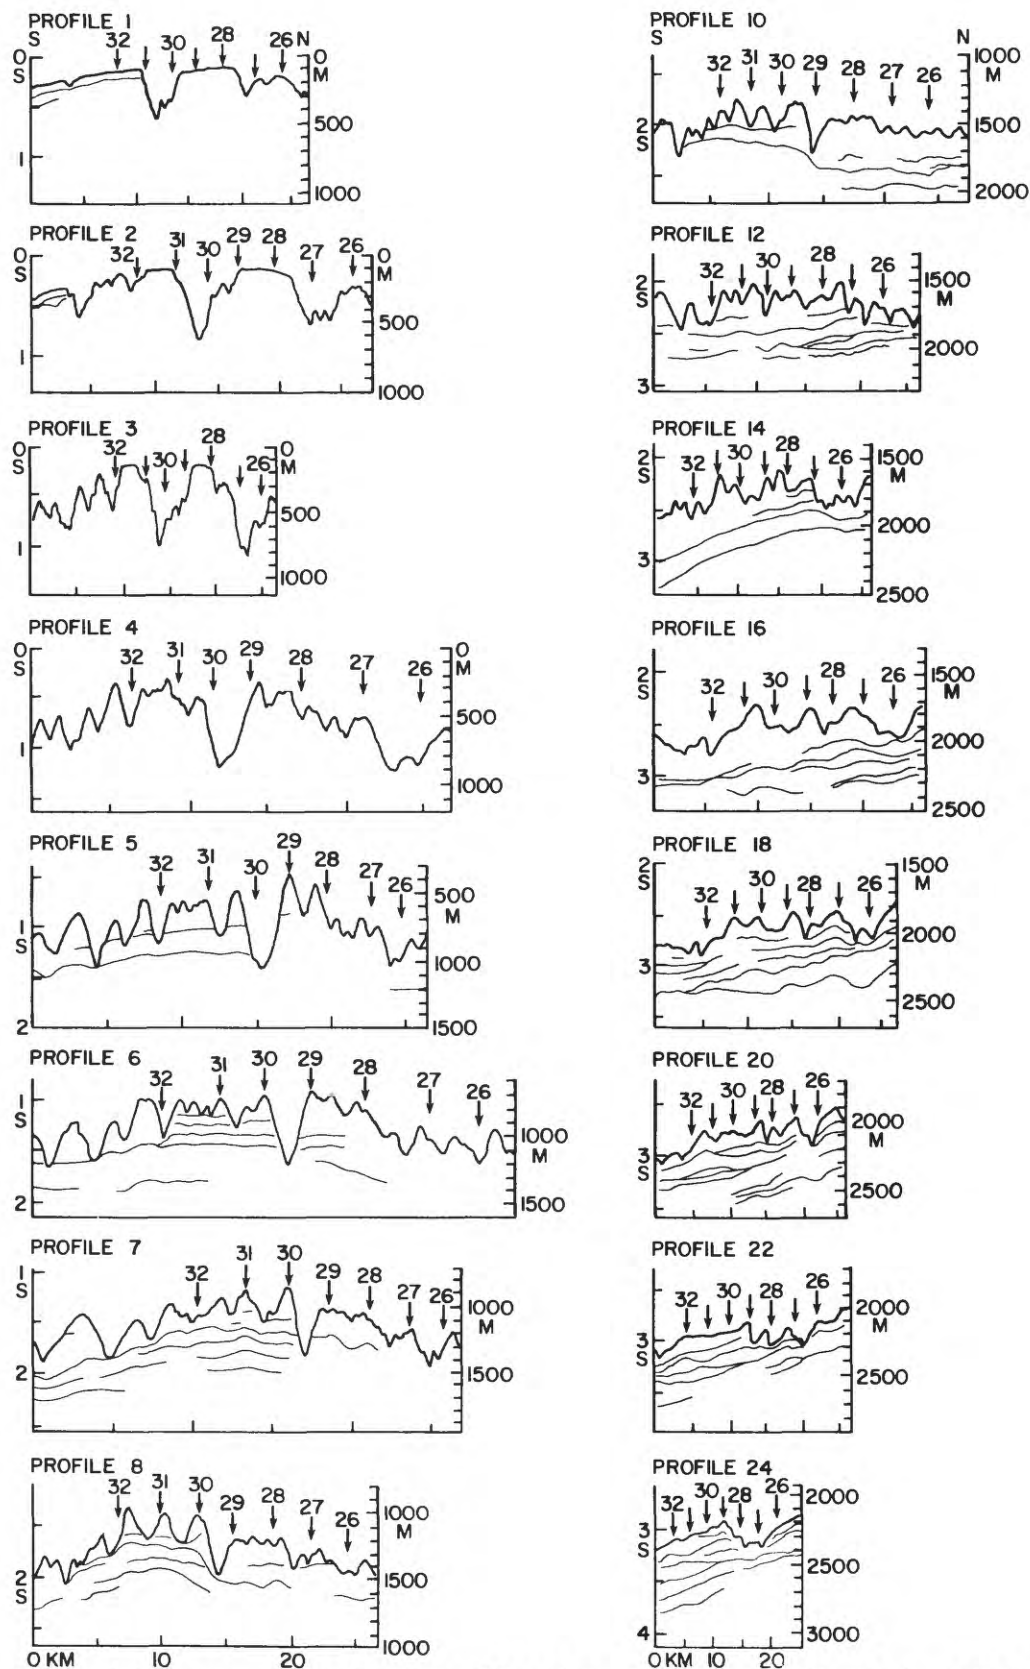 PROFILE 1
S N
32 30 28 26
0 0
S M
500
1
1000
PROFILE 2
32 31 30 29 28 27 26
0 0
S M
500
1
1000
PROFILE 3
32 30 28 26
0 0
S M
500
1
1000
PROFILE 4
32 31 30 29 28 27 26
0 0
S M
500
1
1000
PROFILE 5
32 31 30 29 28 27 26
500
1 M
S
1000
2 1500
PROFILE 6
32 31 30 29 28 27 26
1
S
1000
M
2 1500
PROFILE 7
32 31 30 29 28 27 26
1
S
1000
M
2 1500
PROFILE 8
32 31 30 29 28 27 26
1000
M
2 1500
S
1000
0 KM 10 20
PROFILE 10
S N
32 31 30 29 28 27 26
1000
M
2 1500
S
2000
PROFILE 12
32 30 28 26
2 1500
S M
2000
3
PROFILE 14
32 30 28 26
2 1500
S M
2000
3
2500
PROFILE 16
32 30 28 26
2 1500
S M
2000
3
2500
PROFILE 18
32 30 28 26
2 1500
S M
2000
3
2500
PROFILE 20
32 30 28 26
2000
M
3
S
2500
PROFILE 22
32 30 28 26
2000
M
3
S
2500
PROFILE 24
32 30 28 26
2000
3
S
2500
4 3000
0 KM 10 20